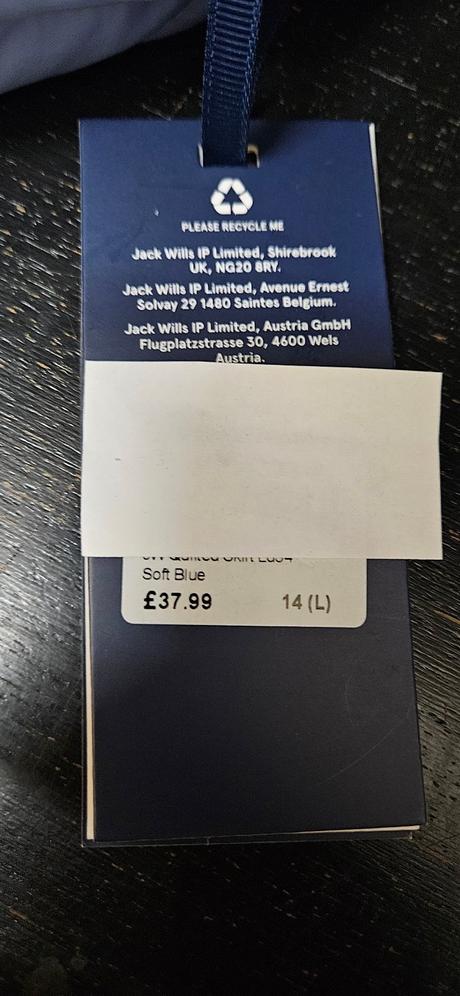 PLEASE RECYCLE ME
Jack Wills IP Limited, Shirebrook
UK, NG20 8RY.
Jack Wills IP Limited, Avenue Ernest
Solvay 29 1480 Saintes Belgium.
Jack Wills IP Limited, Austria GmbH
Flugplatzstrasse 30, 4600 Wels
Austria.
Quilted
Soft Blue
£37.99 14 (L)